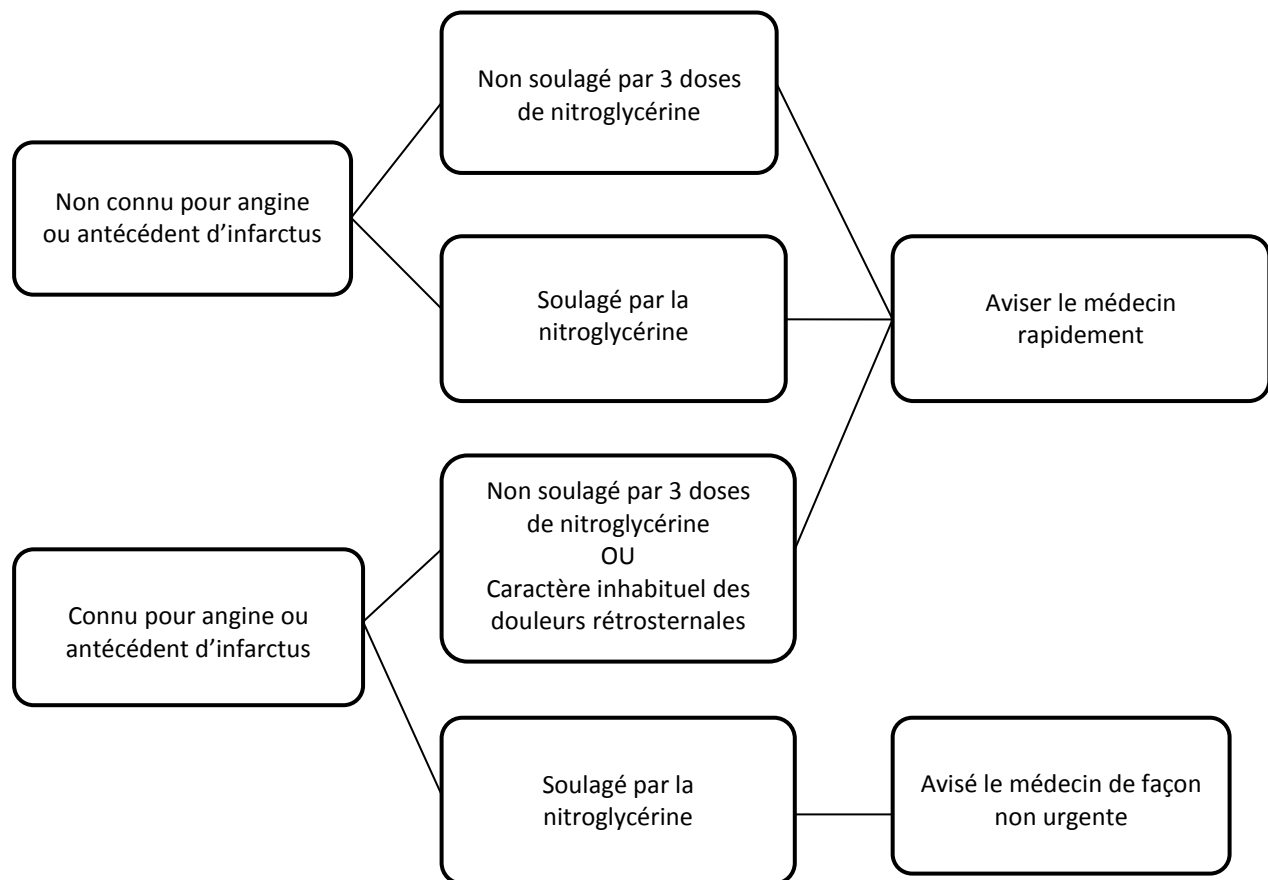 Non soulagé par 3 doses
de nitroglycérine
Non connu pour angine
ou antécédent d’infarctus
Soulagé par la
nitroglycérine
Aviser le médecin
rapidement
Non soulagé par 3 doses
de nitroglycérine
OU
Caractère inhabituel des
douleurs rétrosternales
Connu pour angine ou
antécédent d’infarctus
Soulagé par la
nitroglycérine
Avisé le médecin de façon
non urgente